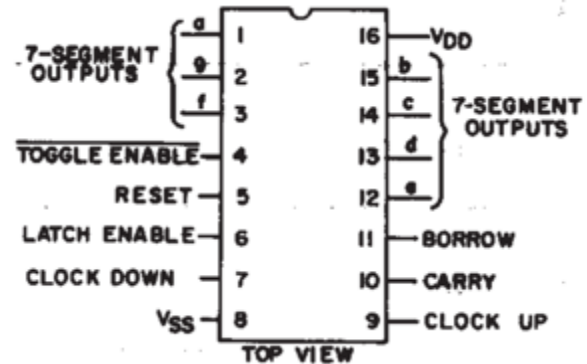 a 1 16 VDD
7-SEGMENT OUTPUTS
g 2 15 b
f 3 14 c
7-SEGMENT OUTPUTS
TOGGLE ENABLE 4 13 d
RESET 5 12 e
LATCH ENABLE 6 11 BORROW
CLOCK DOWN 7 10 CARRY
VSS 8 9 CLOCK UP
TOP VIEW